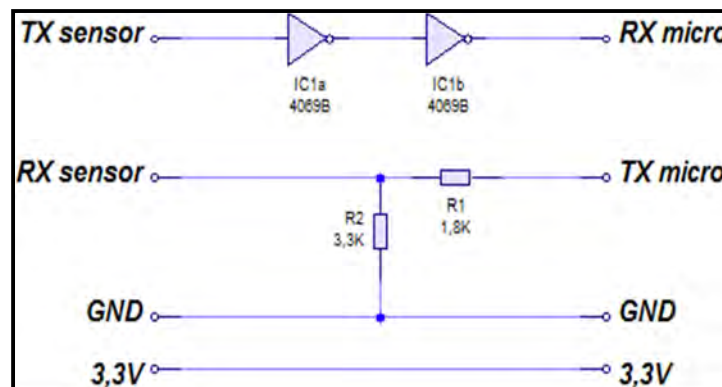 TX sensor
RX micro
IC1a
4069B
IC1b
4069B
RX sensor
TX micro
R1
1,8K
R2
3,3K
GND
GND
3,3V
3,3V